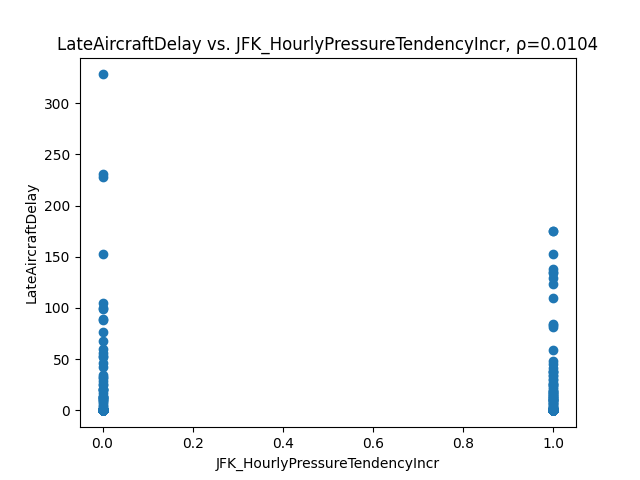 LateAircraftDelay vs. JFK_HourlyPressureTendencyIncr, ρ=0.0104
300
250
200
150
100
50
0
LateAircraftDelay
0.0 0.2 0.4 0.6 0.8 1.0
JFK_HourlyPressureTendencyIncr